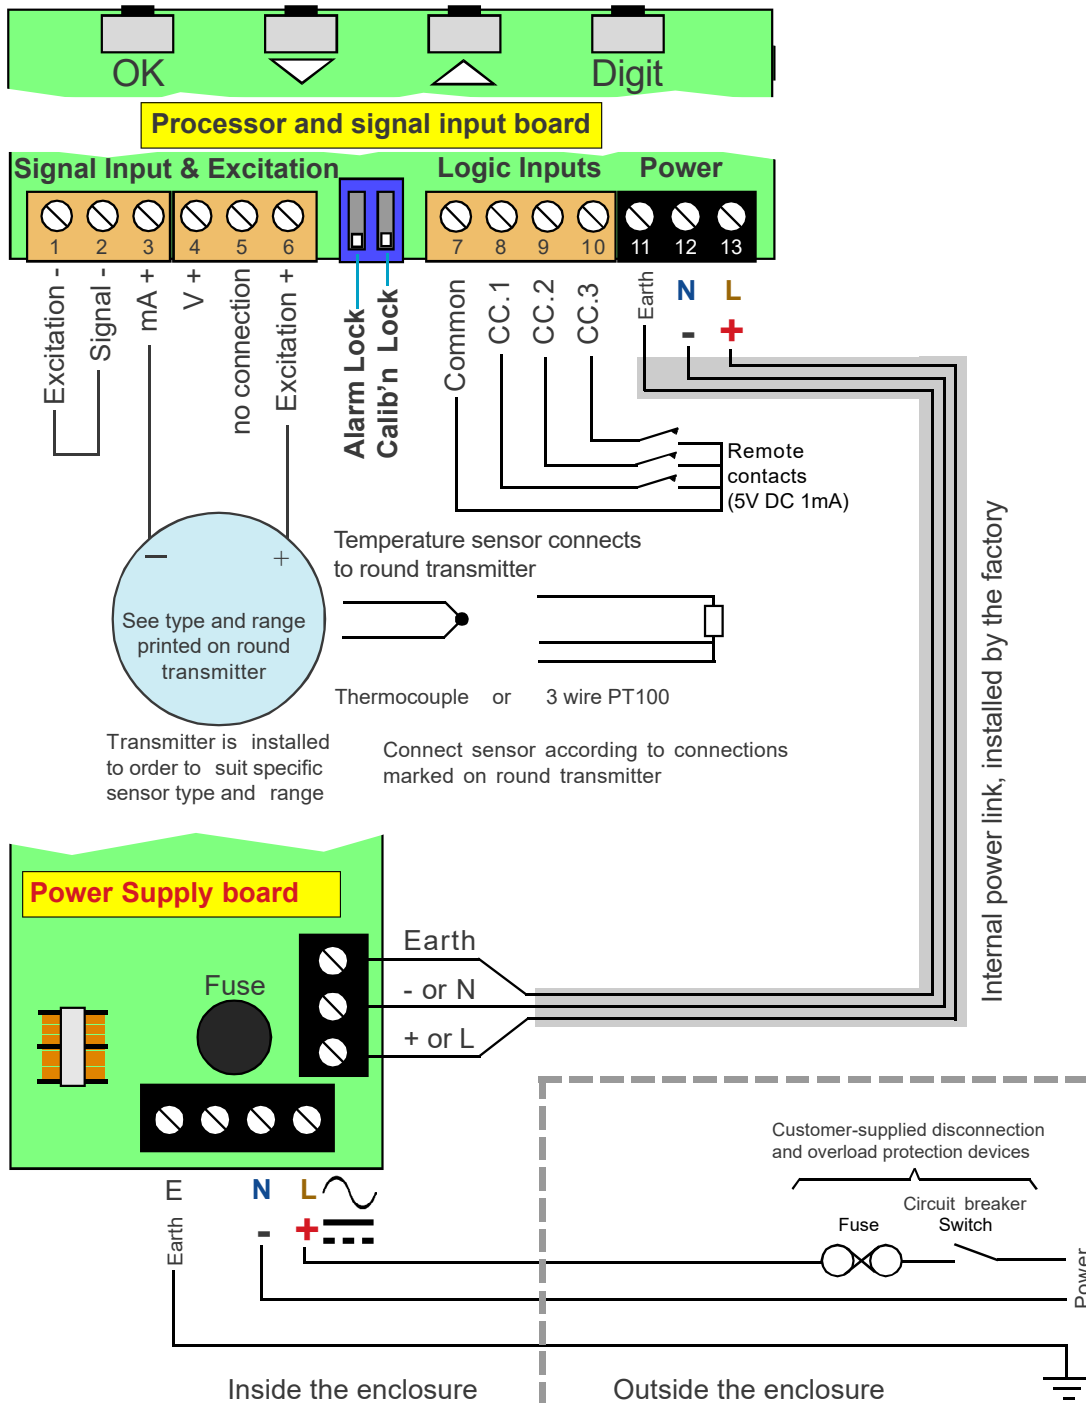 OK
Digit
Processor and signal input board
Signal Input & Excitation
Logic Inputs
Power
1 2 3 4 5 6
7 8 9 10 11 12 13
Excitation -
Signal -
mA +
V +
no connection
Excitation +
Alarm Lock
Calib'n Lock
Common
CC.1
CC.2
CC.3
Earth
N
L
-
+
Remote
contacts
(5V DC 1mA)
Temperature sensor connects
to round transmitter
— +
See type and range
printed on round
transmitter
Thermocouple or 3 wire PT100
Transmitter is installed
to order to suit specific
sensor type and range
Connect sensor according to connections
marked on round transmitter
Internal power link, installed by the factory
Power Supply board
Fuse
Earth
- or N
+ or L
E N L
Earth
- +
Customer-supplied disconnection
and overload protection devices
Circuit breaker
Fuse
Switch
Power
Inside the enclosure
Outside the enclosure